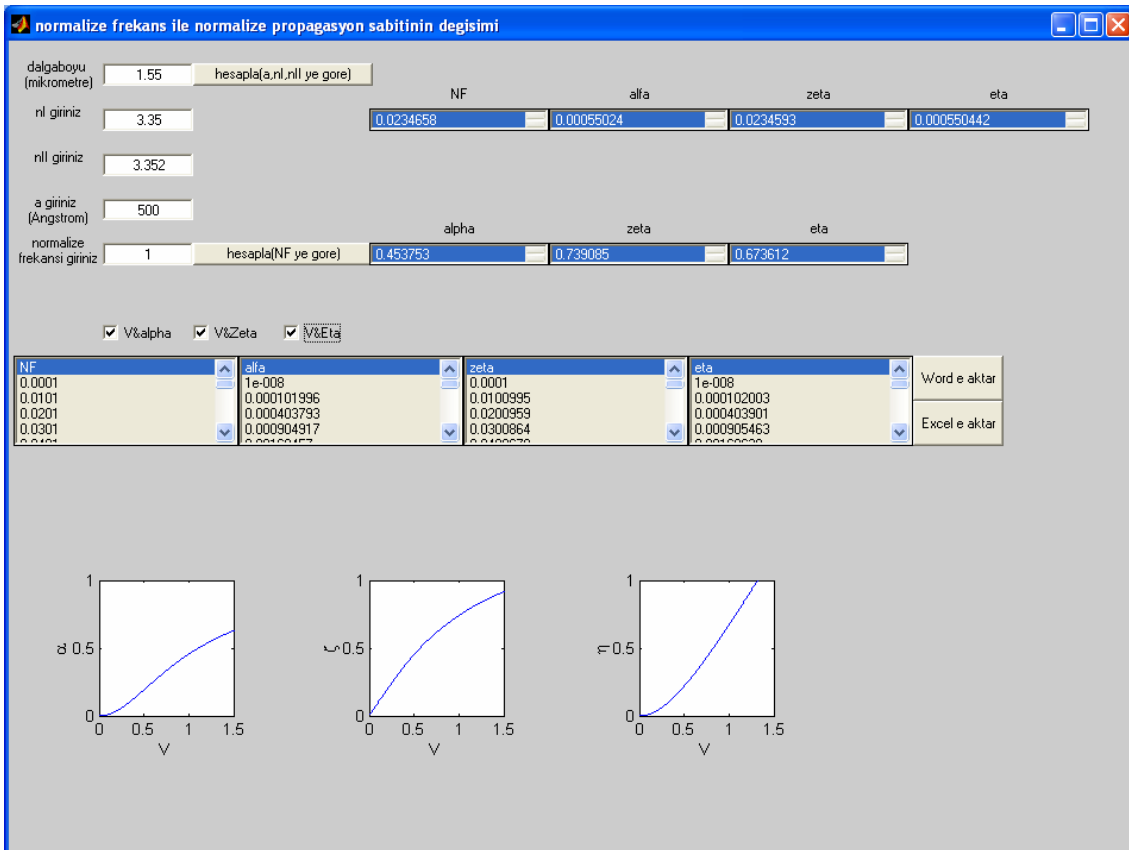 normalize frekans ile normalize propagasyon sabitinin degisimi
dalgaboyu
(mikrometre)
1.55
hesapla(a,nI,nII ye gore)
NF alfa zeta eta
nI giriniz
3.35
0.0234658 0.00055024 0.0234593 0.000550442
nII giriniz
3.352
a giriniz
(Angstrom)
500
alpha zeta eta
normalize
frekansi giriniz
1
hesapla(NF ye gore)
0.453753 0.739085 0.673612
V&alpha V&Zeta V&Eta
NF alfa zeta eta
0.0001 1e-008 0.0001 1e-008
0.0101 0.000101996 0.0100995 0.000102003
0.0201 0.000403793 0.0200959 0.000403901
0.0301 0.000904917 0.0300864 0.000905463
Word e aktar
Excel e aktar
1 1 1
α 0.5 ζ 0.5 η 0.5
0 0 0
0 0.5 1 1.5 0 0.5 1 1.5 0 0.5 1 1.5
V V V